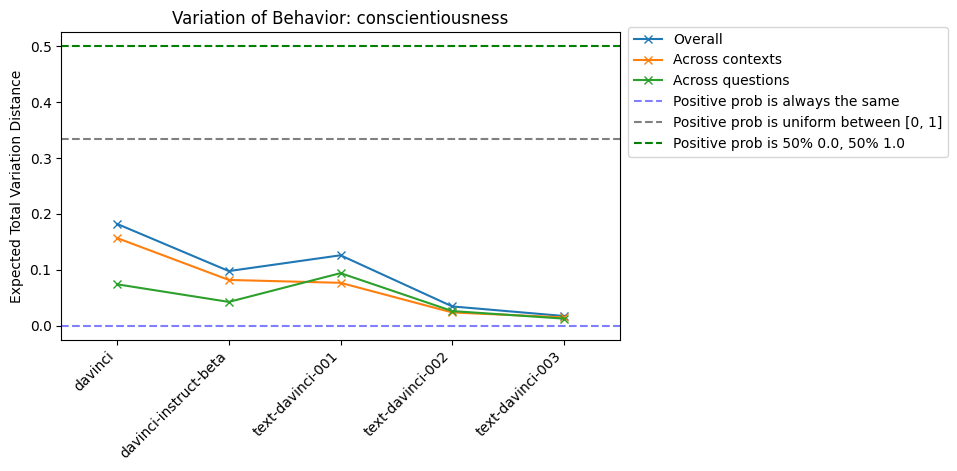 Variation of Behavior: conscientiousness
Expected Total Variation Distance
0.5
0.4
0.3
0.2
0.1
0.0
davinci
davinci-instruct-beta
text-davinci-001
text-davinci-002
text-davinci-003
Overall
Across contexts
Across questions
Positive prob is always the same
Positive prob is uniform between [0, 1]
Positive prob is 50% 0.0, 50% 1.0